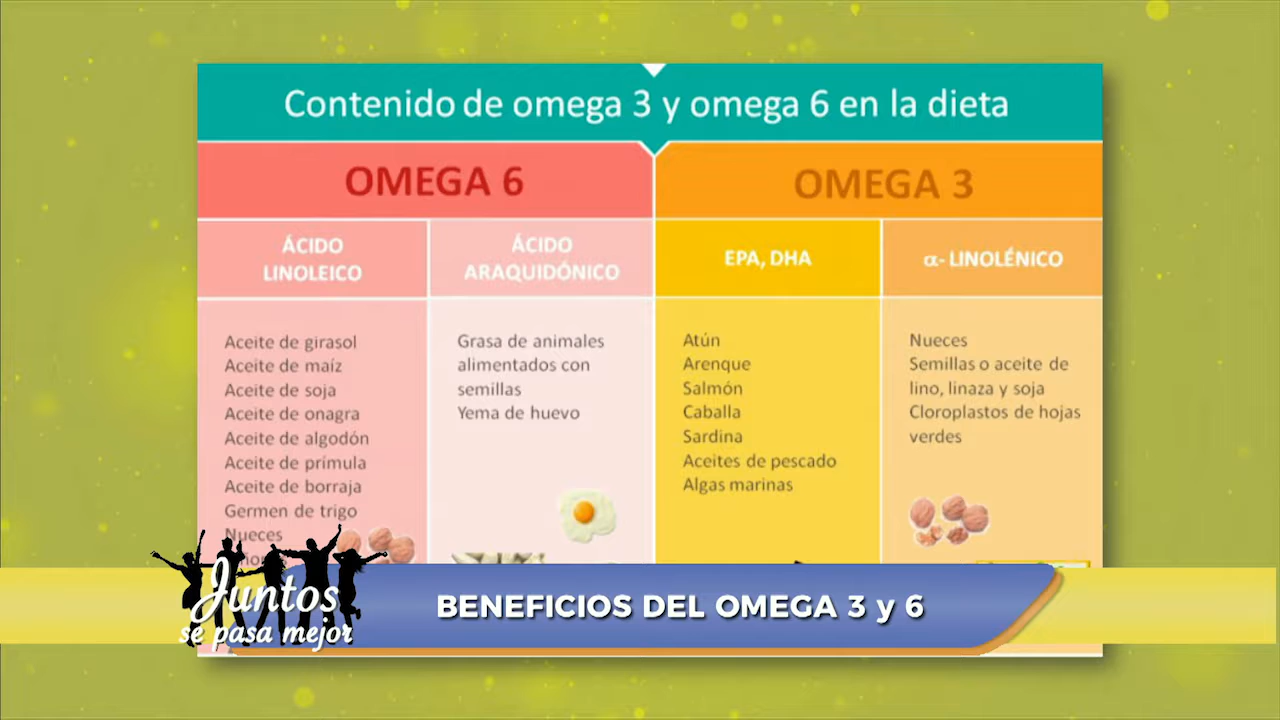 Contenido de omega 3 y omega 6 en la dieta
OMEGA 6
OMEGA 3
ÁCIDO
LINOLEICO
ÁCIDO
ARAQUIDÓNICO
EPA, DHA
α- LINOLÉNICO
Aceite de girasol
Aceite de maíz
Aceite de soja
Aceite de onagra
Aceite de algodón
Aceite de prímula
Aceite de borraja
Germen de trigo
Nueces
Grasa de animales
alimentados con
semillas
Yema de huevo
Atún
Arenque
Salmón
Caballa
Sardina
Aceites de pescado
Algas marinas
Nueces
Semillas o aceite de
lino, linaza y soja
Cloroplastos de hojas
verdes
Juntos
se pasa mejor
BENEFICIOS DEL OMEGA 3 y 6